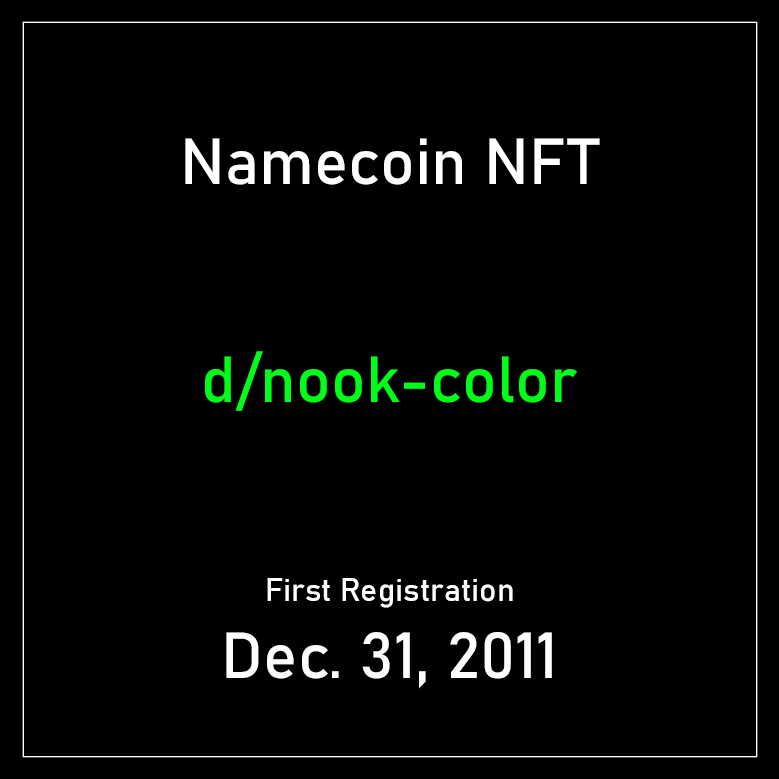 Namecoin NFT
d/nook-color
First Registration
Dec. 31, 2011